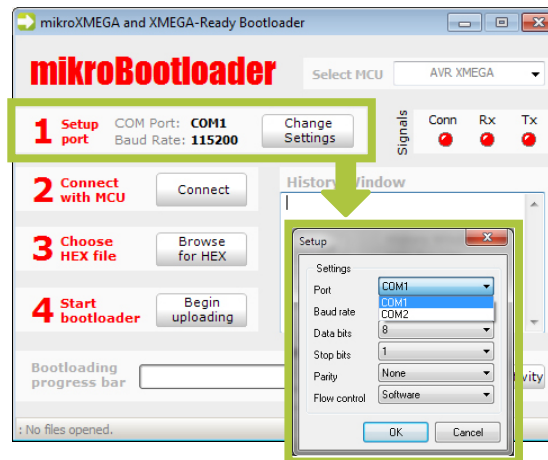 mikroXMEGA and XMEGA-Ready Bootloader
mikroBootloader
Select MCU
AVR XMEGA
1 Setup port
COM Port: COM1
Baud Rate: 115200
Change Settings
Signals
Conn Rx Tx
2 Connect with MCU
Connect
History Window
3 Choose HEX file
Browse for HEX
4 Start bootloader
Begin uploading
Bootloading progress bar
: No files opened.
Setup
Settings
Port COM1
COM1
COM2
Baud rate
Data bits 8
Stop bits 1
Parity None
Flow control Software
OK Cancel